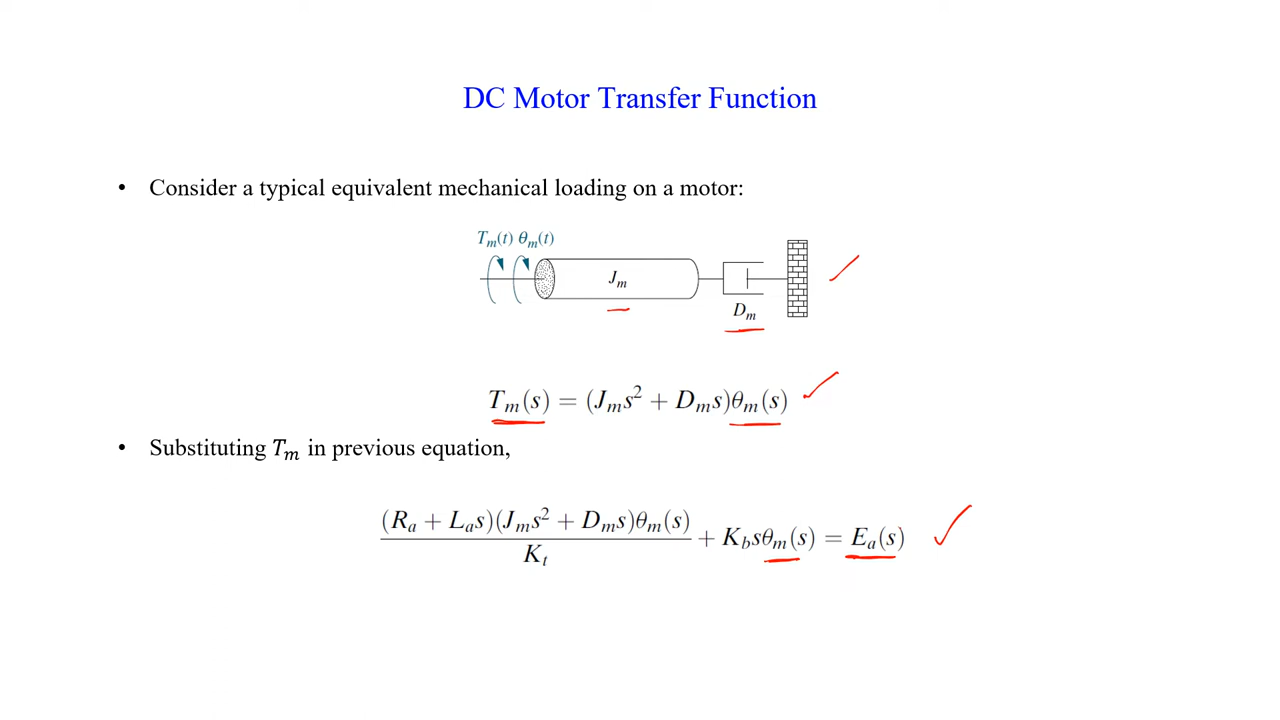 DC Motor Transfer Function
• Consider a typical equivalent mechanical loading on a motor:
Tₘ(t) θₘ(t)
Jₘ
Dₘ
Tₘ(s) = (Jₘs² + Dₘs)θₘ(s)
• Substituting 𝑇ₘ in previous equation,
(Rₐ + Lₐs)(Jₘs² + Dₘs)θₘ(s)
+ K_bsθₘ(s) = Eₐ(s)
Kₜ